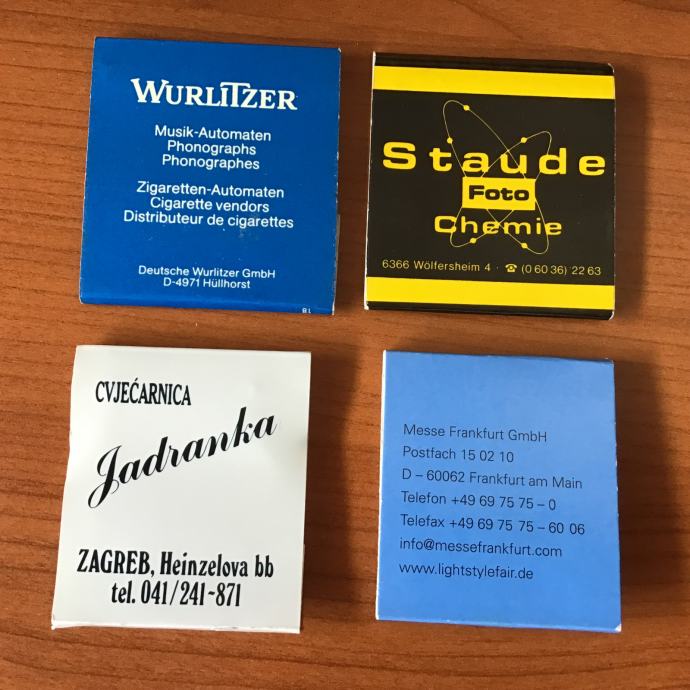 WURLITZER
Musik-Automaten
Phonographs
Phonographes
Zigaretten-Automaten
Cigarette vendors
Distributeur de cigarettes
Deutsche Wurlitzer GmbH
D-4971 Hüllhorst
18
Staude
Foto
Chemie
6366 Wölfersheim 4 · ☎ (0 60 36) 22 63
CVJEĆARNICA
Jadranka
ZAGREB, Heinzelova bb
tel. 041/241-871
Messe Frankfurt GmbH
Postfach 15 02 10
D – 60062 Frankfurt am Main
Telefon +49 69 75 75 – 0
Telefax +49 69 75 75 – 60 06
info@messefrankfurt.com
www.lightstylefair.de